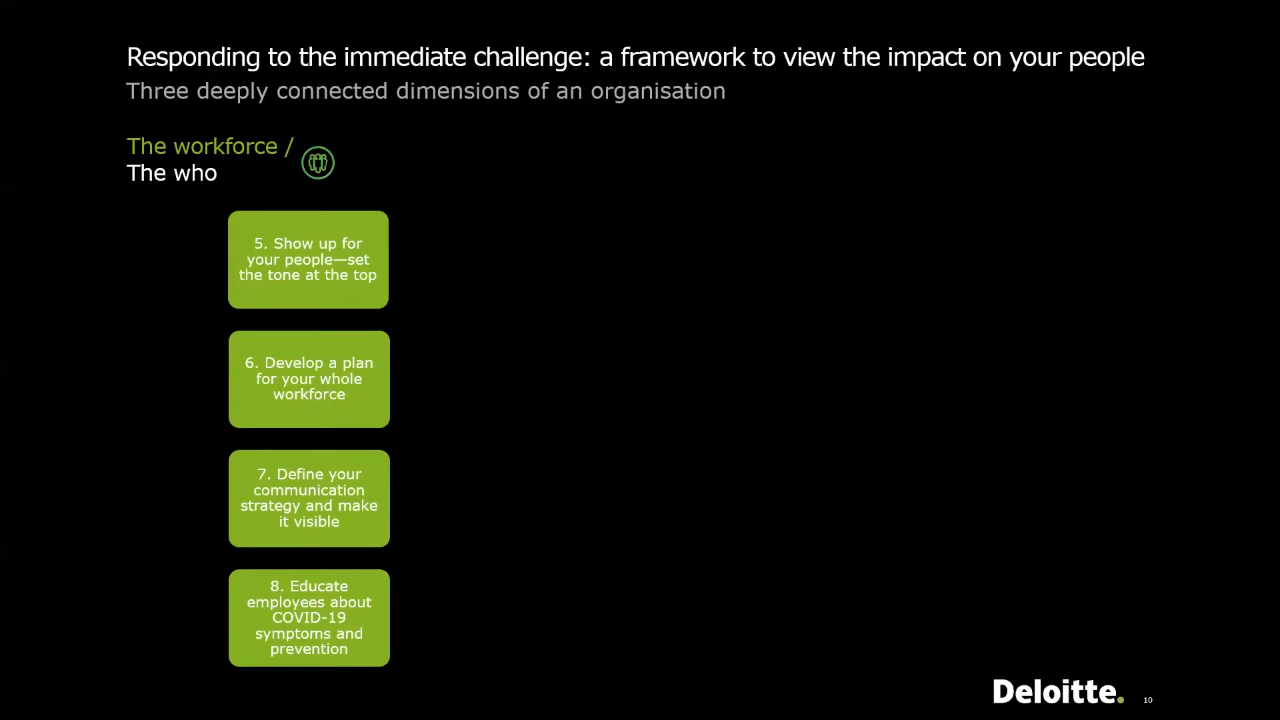 Responding to the immediate challenge: a framework to view the impact on your people
Three deeply connected dimensions of an organisation
The workforce /
The who
5. Show up for
your people—set
the tone at the top
6. Develop a plan
for your whole
workforce
7. Define your
communication
strategy and make
it visible
8. Educate
employees about
COVID-19
symptoms and
prevention
Deloitte.
10